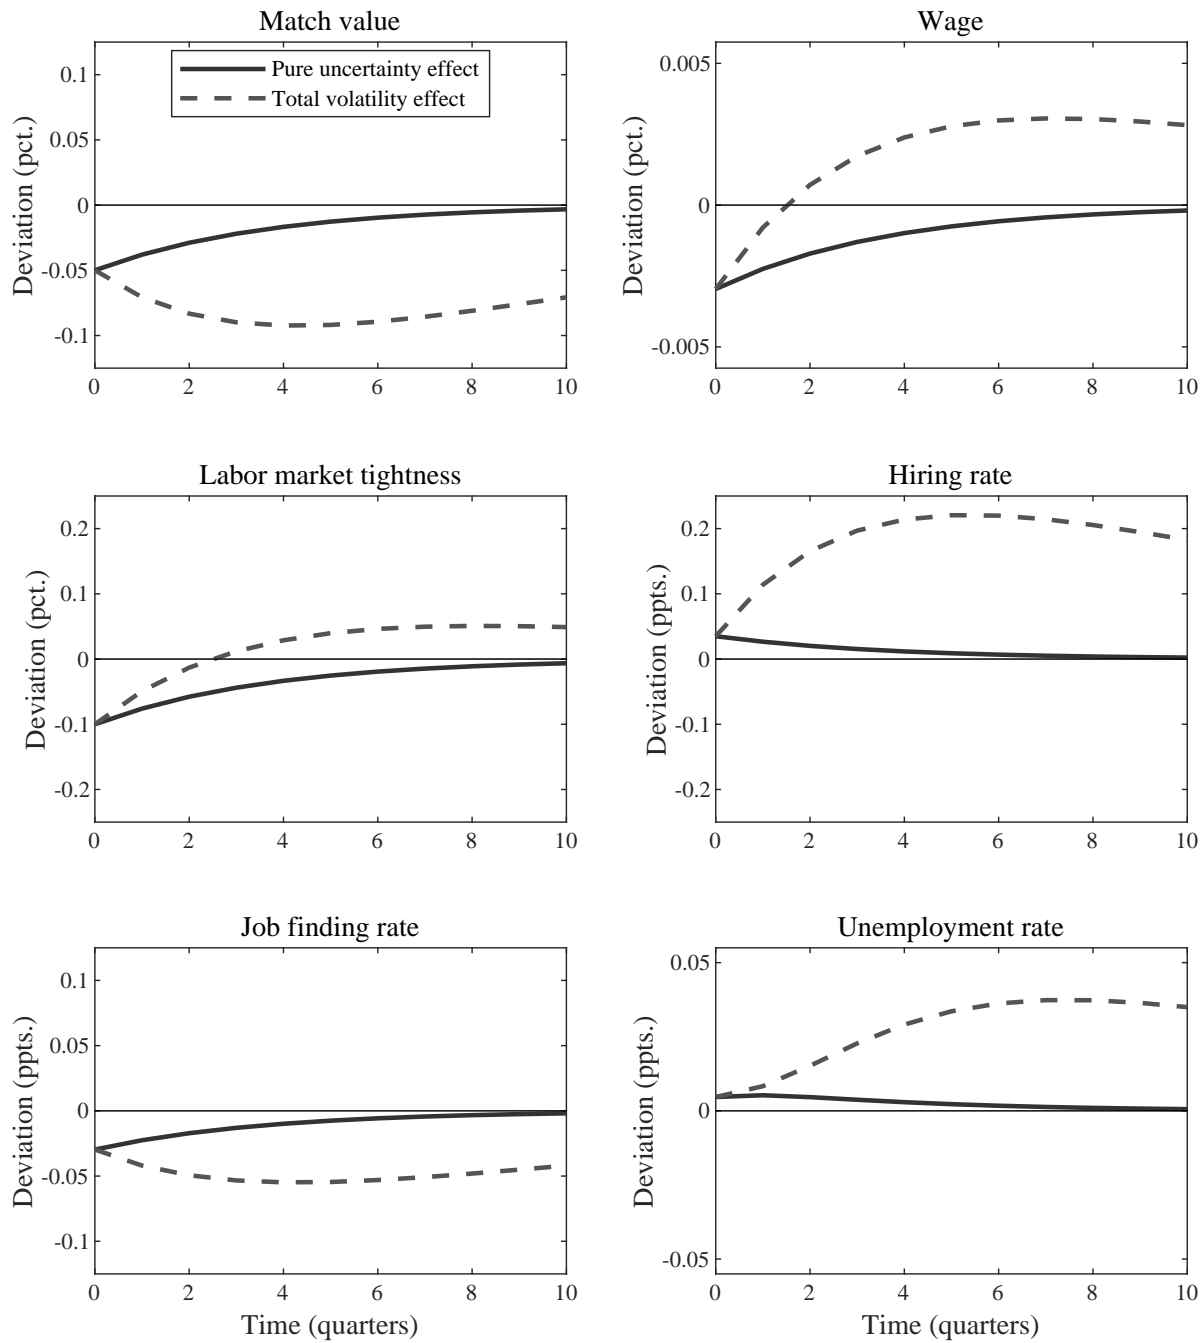 Match value
Pure uncertainty effect
Total volatility effect
Deviation (pct.)
0.1
0.05
0
-0.05
-0.1
0 2 4 6 8 10
Wage
Deviation (pct.)
0.005
0
-0.005
0 2 4 6 8 10
Labor market tightness
Deviation (pct.)
0.2
0.1
0
-0.1
-0.2
0 2 4 6 8 10
Hiring rate
Deviation (ppts.)
0.2
0.1
0
-0.1
-0.2
0 2 4 6 8 10
Job finding rate
Deviation (ppts.)
0.1
0.05
0
-0.05
-0.1
0 2 4 6 8 10
Time (quarters)
Unemployment rate
Deviation (ppts.)
0.05
0
-0.05
0 2 4 6 8 10
Time (quarters)